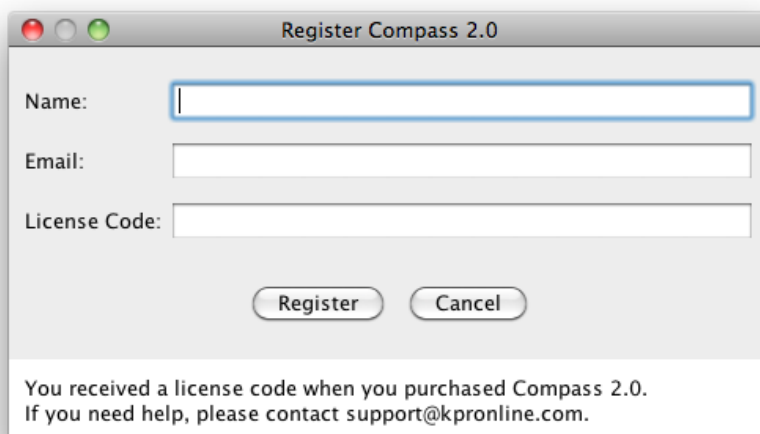 Register Compass 2.0
Name:
Email:
License Code:
Register Cancel
You received a license code when you purchased Compass 2.0.
If you need help, please contact support@kpronline.com.